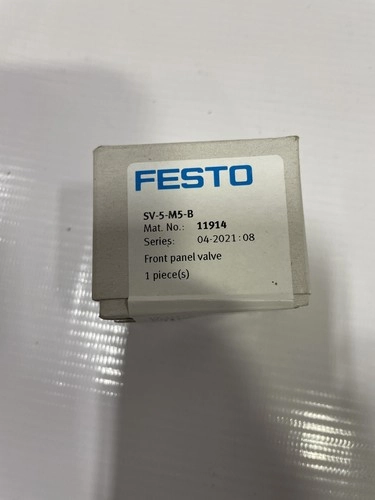 FESTO
SV-5-M5-B
Mat. No.: 11914
Series: 04-2021:08
Front panel valve
1 piece(s)